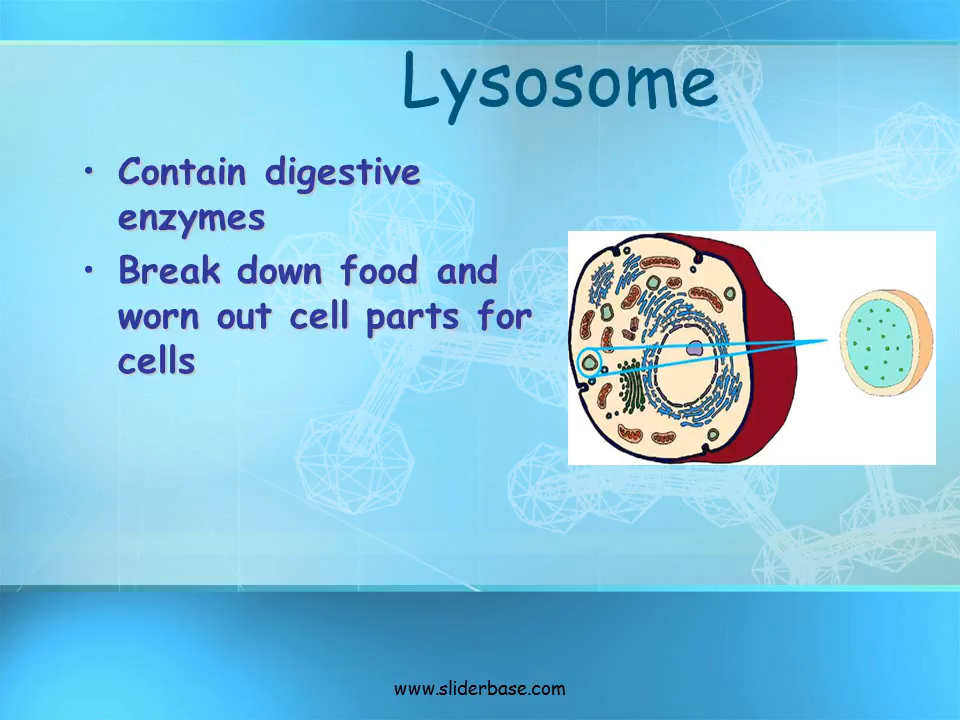 Lysosome
• Contain digestive
enzymes
• Break down food and
worn out cell parts for
cells
www.sliderbase.com